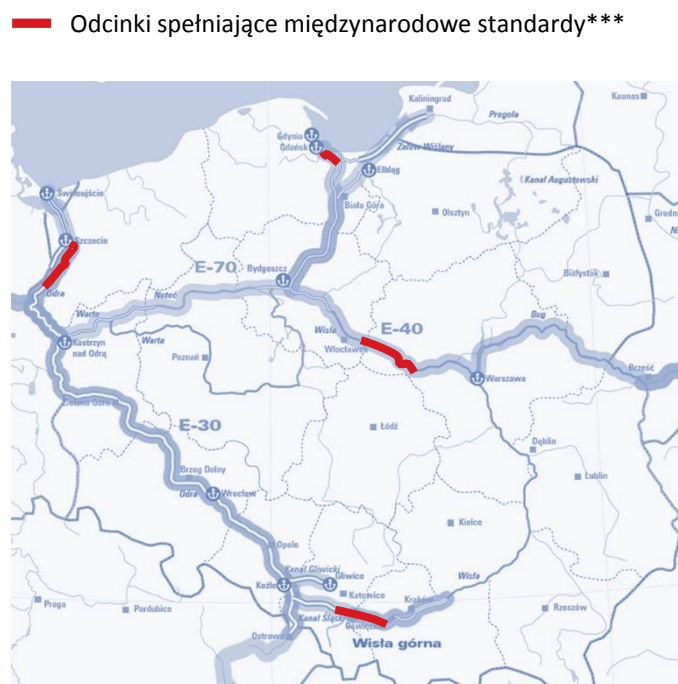 Odcinki spełniające międzynarodowe standardy***
Kaliningrad
Kaunas
Pregoła
Gdynia
Gdańsk
Zalew Wiślany
Elbląg
Kanał Augustowski
Świnoujście
Biała Góra
Olsztyn
Grodno
Szczecin
E-70
Bydgoszcz
Białystok
Odra
Noteć
Warta
Wisła
E-40
Bug
Kostrzyn
nad Odrą
Warta
Poznań
Włocławek
Warszawa
Brześć
Zielona Góra
E-30
Łódź
Dęblin
Brzeg Dolny
Odra
Wrocław
Lublin
Kielce
Opole
Kanał Gliwicki
Koźle
Gliwice
Wisła
Katowice
Kraków
Praga
Pardubice
Rzeszów
Kanał Śląski
Ostrawa
Wisła górna